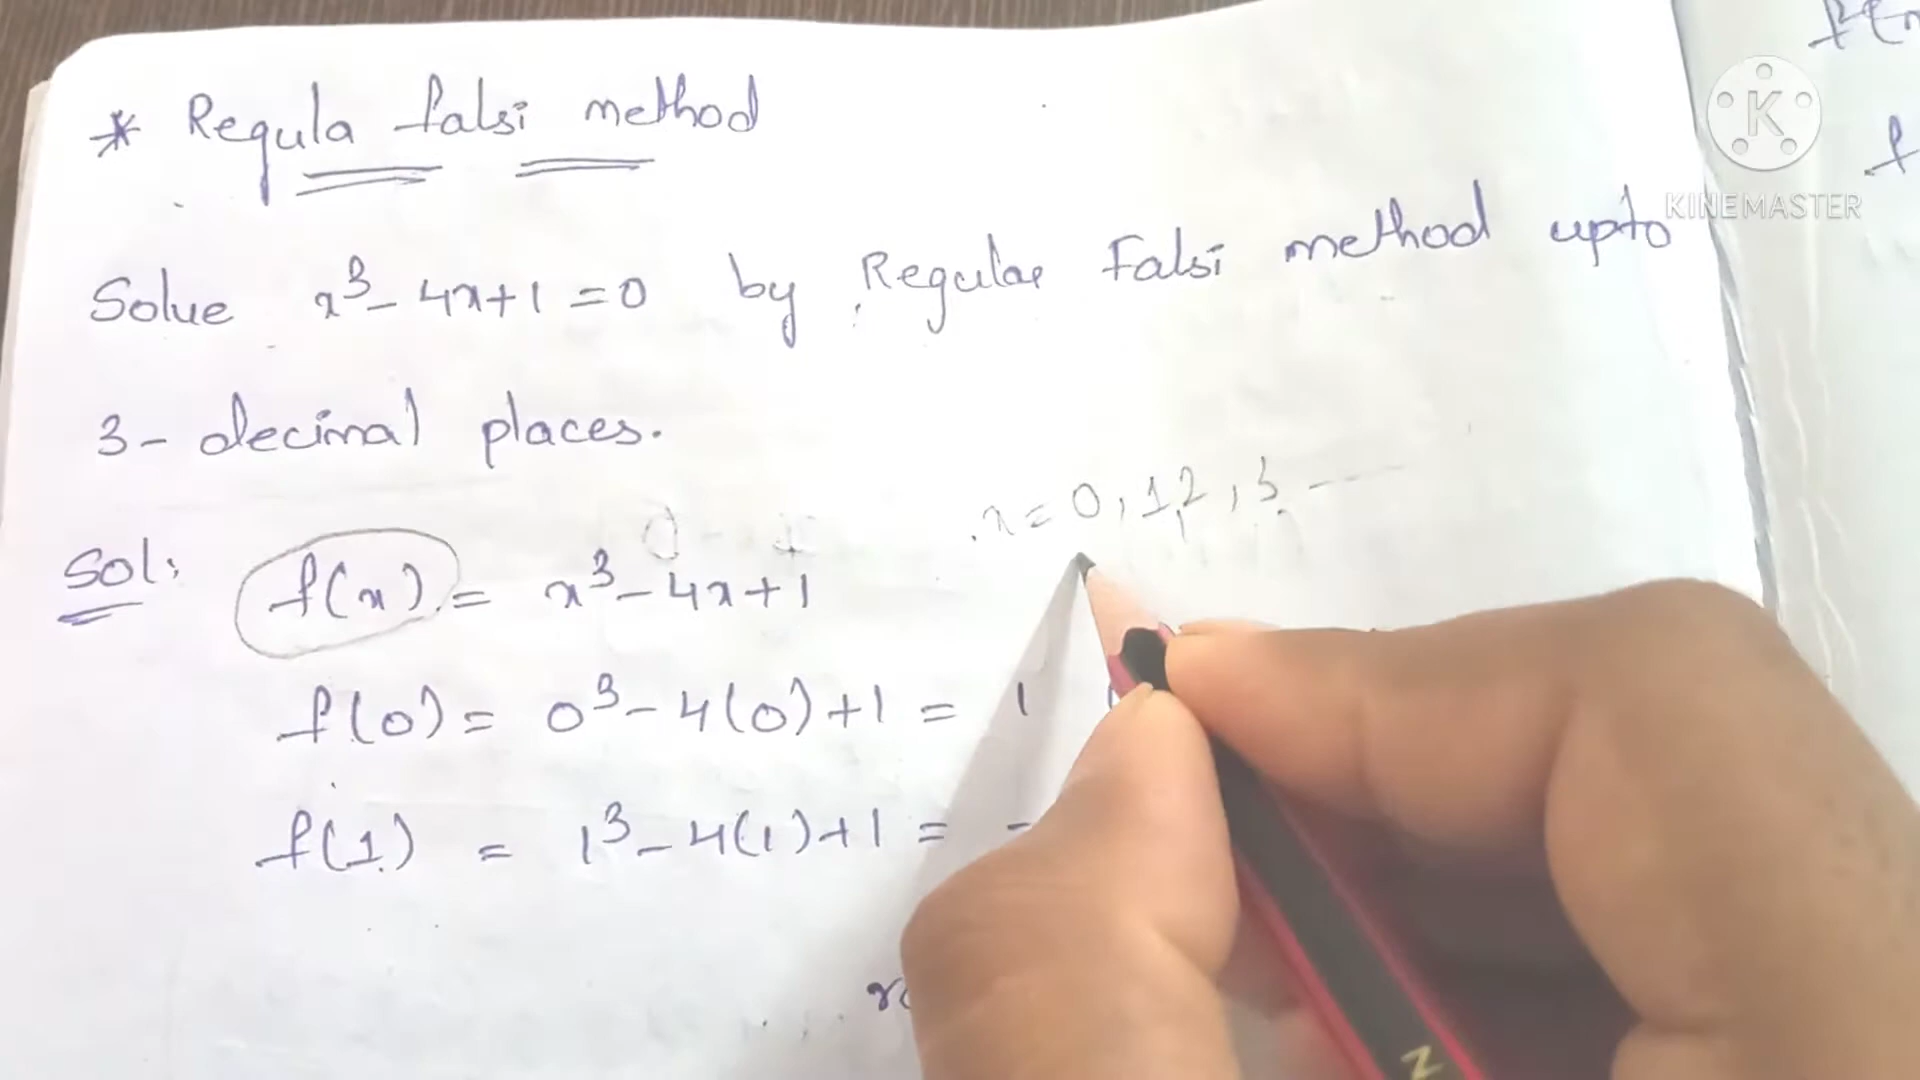 * Regula falsi method
Solve x³-4x+1=0 by Regular Falsi method upto
3-decimal places.
x=0,1,2,3----
Sol: f(x) = x³-4x+1
f(0) = 0³-4(0)+1 = 1
f(1) = 1³-4(1)+1 = -
K
KINEMASTER